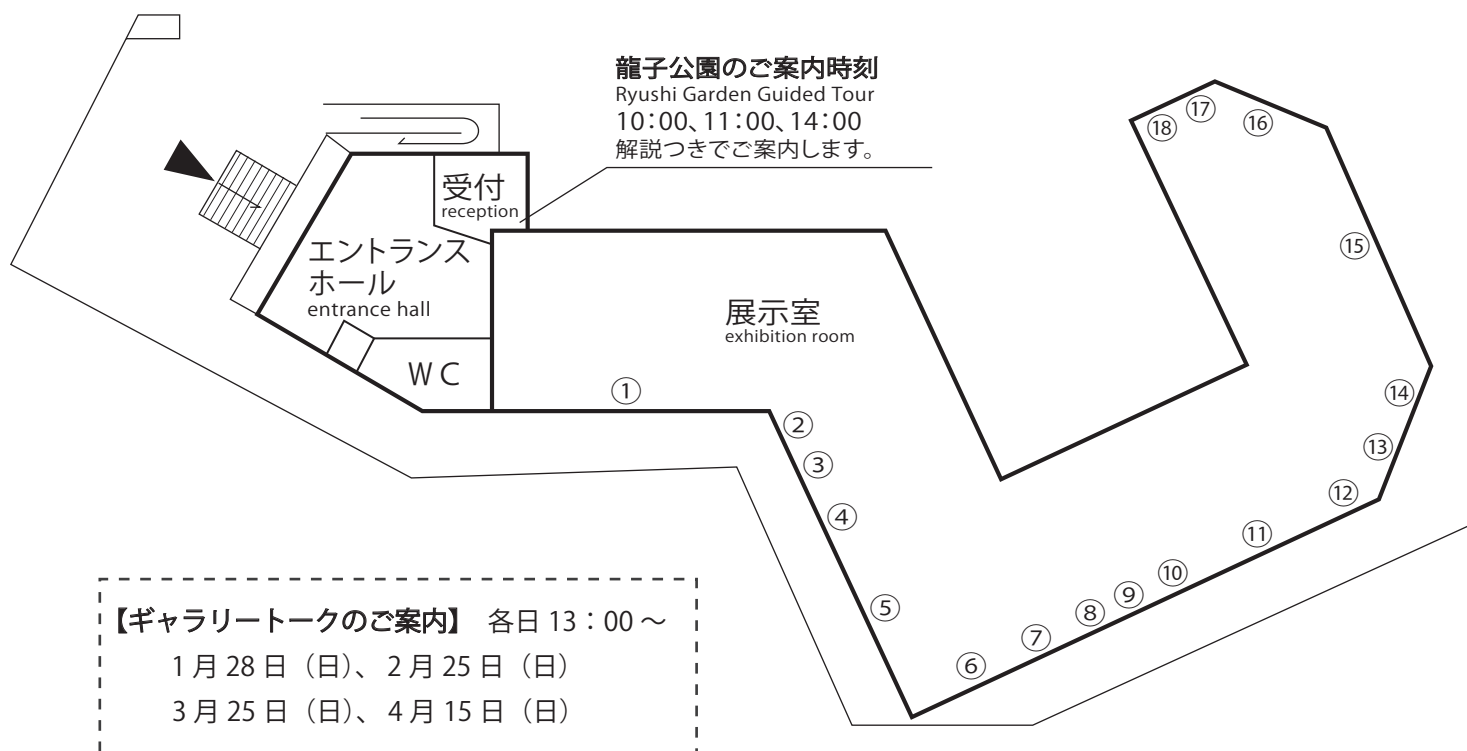 龍子公園のご案内時刻
Ryushi Garden Guided Tour
10：00、11：00、14：00
解説つきでご案内します。
受付
reception
エントランス
ホール
entrance hall
WC
展示室
exhibition room
①
②
③
④
⑤
⑥
⑦
⑧
⑨
⑩
⑪
⑫
⑬
⑭
⑮
⑯
⑰
⑱
【ギャラリートークのご案内】 各日 13：00 ～
1 月 28 日（日）、 2 月 25 日（日）
3 月 25 日（日）、 4 月 15 日（日）